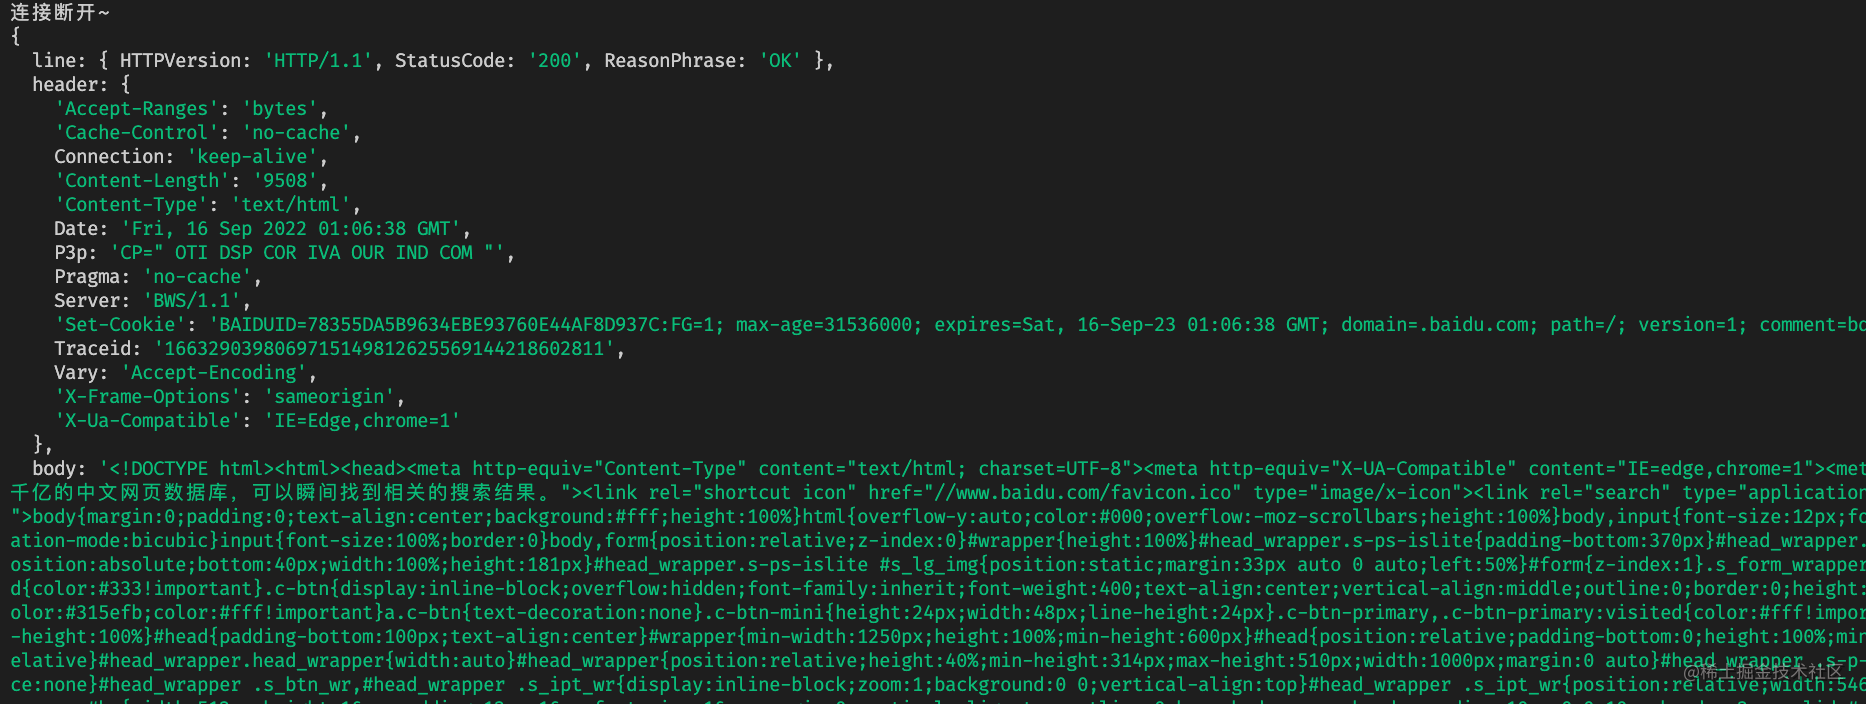 连接断开~
{
  line: { HTTPVersion: 'HTTP/1.1', StatusCode: '200', ReasonPhrase: 'OK' },
  header: {
    'Accept-Ranges': 'bytes',
    'Cache-Control': 'no-cache',
    Connection: 'keep-alive',
    'Content-Length': '9508',
    'Content-Type': 'text/html',
    Date: 'Fri, 16 Sep 2022 01:06:38 GMT',
    P3p: 'CP=" OTI DSP COR IVA OUR IND COM "',
    Pragma: 'no-cache',
    Server: 'BWS/1.1',
    'Set-Cookie': 'BAIDUID=78355DA5B9634EBE93760E44AF8D937C:FG=1; max-age=31536000; expires=Sat, 16-Sep-23 01:06:38 GMT; domain=.baidu.com; path=/; version=1; comment=bd
    Traceid: '1663290398069715149812625569144218602811',
    Vary: 'Accept-Encoding',
    'X-Frame-Options': 'sameorigin',
    'X-Ua-Compatible': 'IE=Edge,chrome=1'
  },
  body: '<!DOCTYPE html><html><head><meta http-equiv="Content-Type" content="text/html; charset=UTF-8"><meta http-equiv="X-UA-Compatible" content="IE=edge,chrome=1"><met
千亿的中文网页数据库，可以瞬间找到相关的搜索结果。"><link rel="shortcut icon" href="//www.baidu.com/favicon.ico" type="image/x-icon"><link rel="search" type="application
">body{margin:0;padding:0;text-align:center;background:#fff;height:100%}html{overflow-y:auto;color:#000;overflow:-moz-scrollbars;height:100%}body,input{font-size:12px;fo
ation-mode:bicubic}input{font-size:100%;border:0}body,form{position:relative;z-index:0}#wrapper{height:100%}#head_wrapper.s-ps-islite{padding-bottom:370px}#head_wrapper.
osition:absolute;bottom:40px;width:100%;height:181px}#head_wrapper.s-ps-islite #s_lg_img{position:static;margin:33px auto 0 auto;left:50%}#form{z-index:1}.s_form_wrapper
d{color:#333!important}.c-btn{display:inline-block;overflow:hidden;font-family:inherit;font-weight:400;text-align:center;vertical-align:middle;outline:0;border:0;height:
olor:#315efb;color:#fff!important}a.c-btn{text-decoration:none}.c-btn-mini{height:24px;width:48px;line-height:24px}.c-btn-primary,.c-btn-primary:visited{color:#fff!impor
-height:100%}#head{padding-bottom:100px;text-align:center}#wrapper{min-width:1250px;height:100%;min-height:600px}#head{position:relative;padding-bottom:0;height:100%;min
elative}#head_wrapper.head_wrapper{width:auto}#head_wrapper{position:relative;height:40%;min-height:314px;max-height:510px;width:1000px;margin:0 auto}#head_wrapper .s-p-
ce:none}#head_wrapper .s_btn_wr,#head_wrapper .s_ipt_wr{display:inline-block;zoom:1;background:0 0;vertical-align:top}#head_wrapper .s_ipt_wr{position:relative;width:546
@稀土掘金技术社区